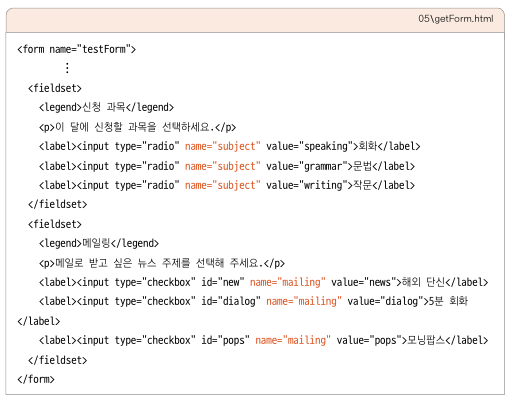 05\getForm.html
<form name="testForm">
⋮
<fieldset>
<legend>신청 과목</legend>
<p>이 달에 신청할 과목을 선택하세요.</p>
<label><input type="radio" name="subject" value="speaking">회화</label>
<label><input type="radio" name="subject" value="grammar">문법</label>
<label><input type="radio" name="subject" value="writing">작문</label>
</fieldset>
<fieldset>
<legend>메일링</legend>
<p>메일로 받고 싶은 뉴스 주제를 선택해 주세요.</p>
<label><input type="checkbox" id="new" name="mailing" value="news">해외 단신</label>
<label><input type="checkbox" id="dialog" name="mailing" value="dialog">5분 회화
</label>
<label><input type="checkbox" id="pops" name="mailing" value="pops">모닝팝스</label>
</fieldset>
</form>